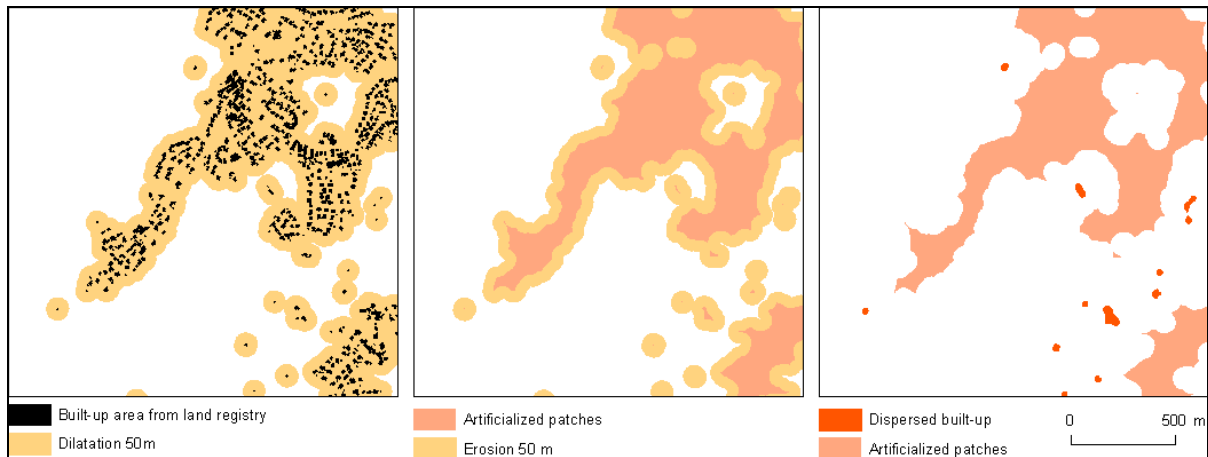 Built-up area from land registry
Dilatation 50m
Artificialized patches
Erosion 50 m
Dispersed built-up
Artificialized patches
0 500 m